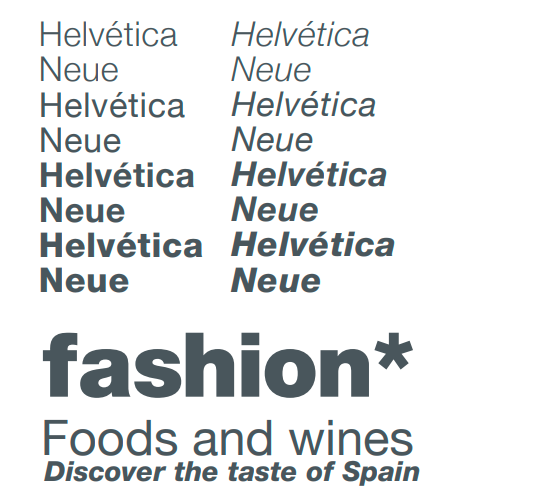 Helvética
Neue
Helvética
Neue
Helvética
Neue
Helvética
Neue
Helvética
Neue
Helvética
Neue
Helvética
Neue
Helvética
Neue
fashion*
Foods and wines
Discover the taste of Spain